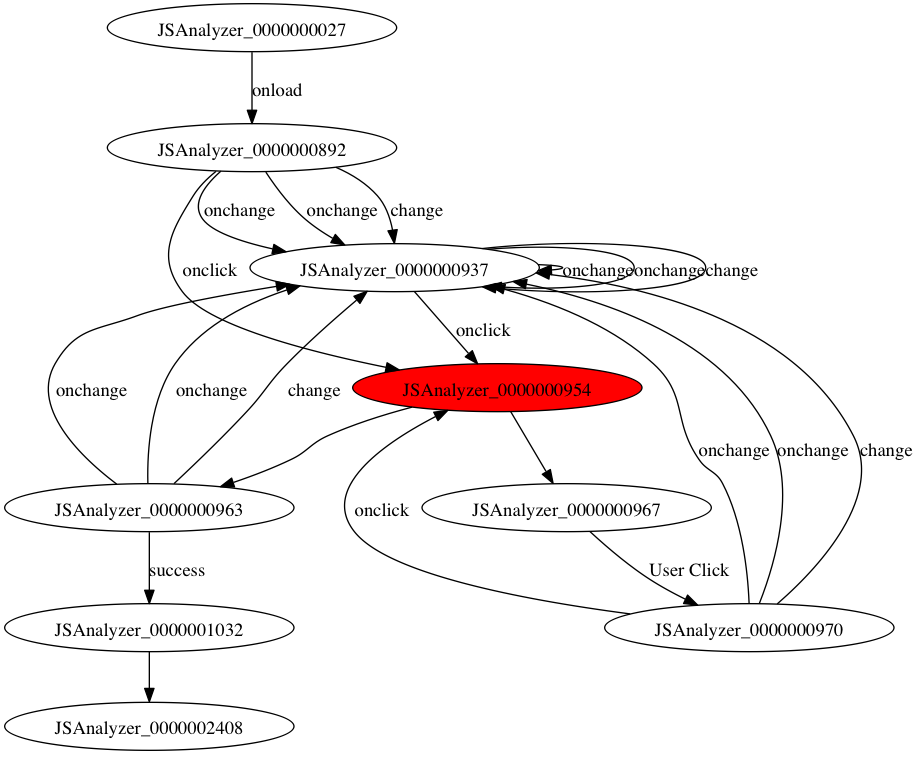 JSAnalyzer_0000000027
onload
JSAnalyzer_0000000892
onchange
onchange
change
onclick
JSAnalyzer_0000000937
onchange
onchange
change
onclick
onchange
onchange
change
JSAnalyzer_0000000954
onchange
onchange
change
JSAnalyzer_0000000963
onclick
JSAnalyzer_0000000967
success
User Click
JSAnalyzer_0000001032
JSAnalyzer_0000000970
JSAnalyzer_0000002408